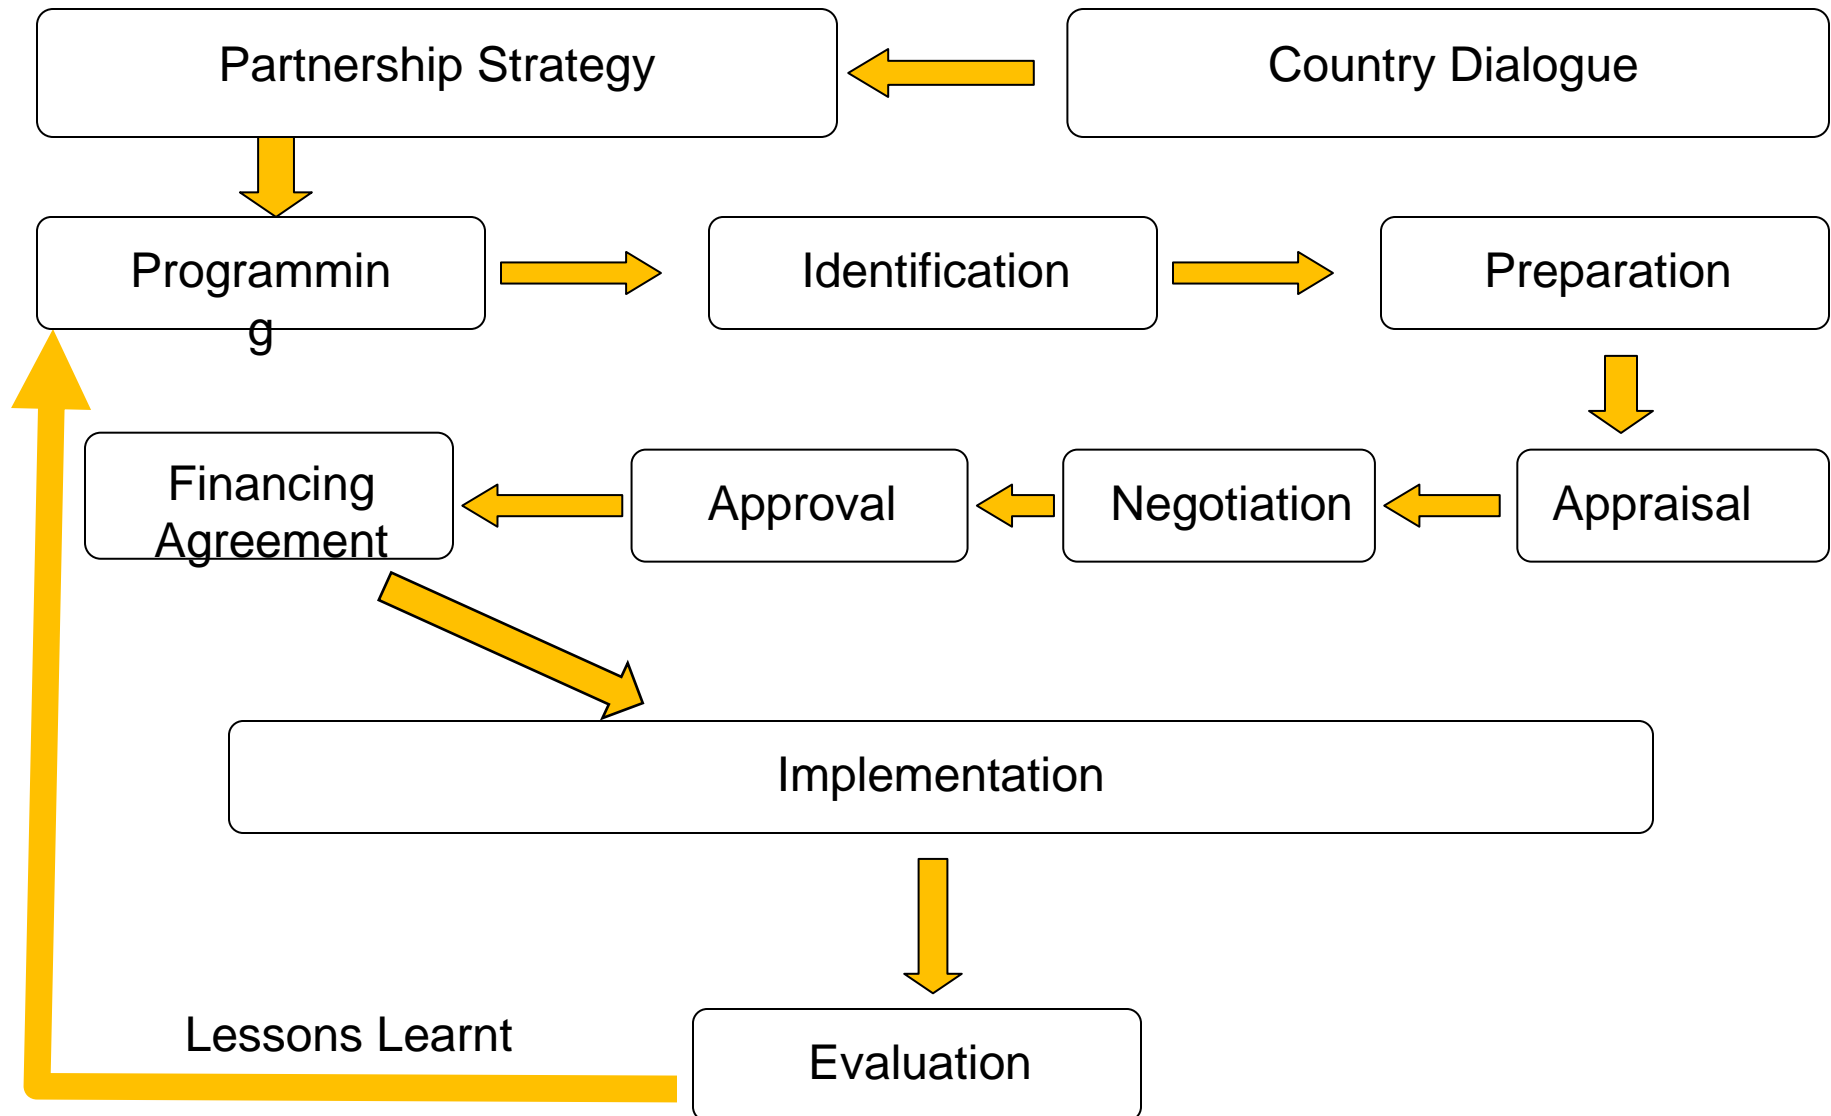 Partnership Strategy
Country Dialogue
Programmin
g
Identification
Preparation
Financing
Agreement
Approval
Negotiation
Appraisal
Implementation
Lessons Learnt
Evaluation